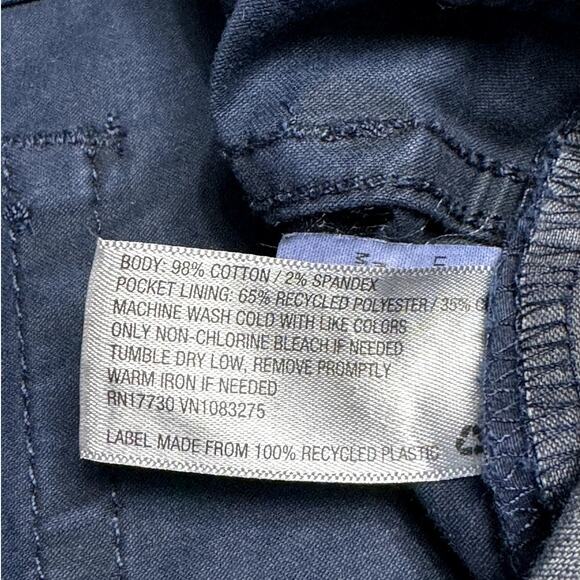 BODY: 98% COTTON / 2% SPANDEX
POCKET LINING: 65% RECYCLED POLYESTER / 35%
MACHINE WASH COLD WITH LIKE COLORS
ONLY NON-CHLORINE BLEACH IF NEEDED
TUMBLE DRY LOW, REMOVE PROMPTLY
WARM IRON IF NEEDED
RN17730 VN1083275
LABEL MADE FROM 100% RECYCLED PLASTIC